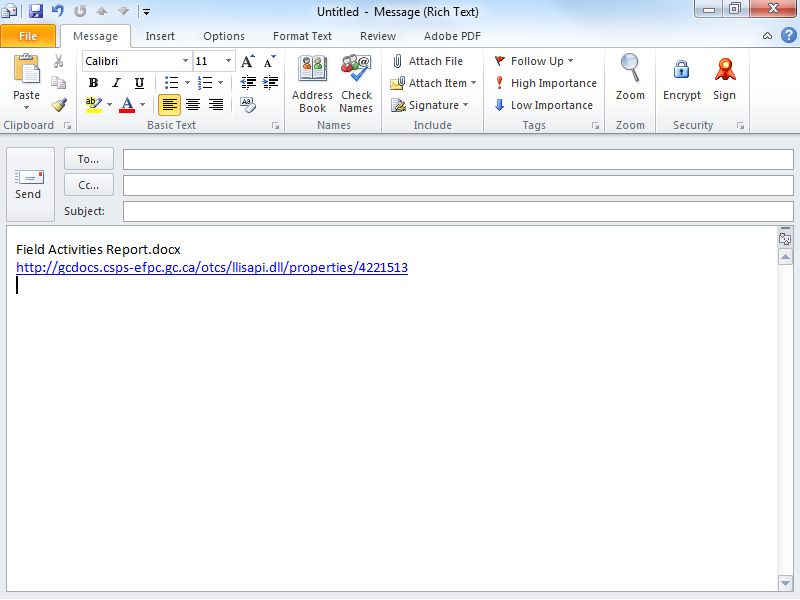 Untitled - Message (Rich Text)
File Message Insert Options Format Text Review Adobe PDF
Paste
Clipboard
Calibri 11
B I U
ab A
Basic Text
Address Book
Check Names
Names
Attach File
Attach Item
Signature
Include
Follow Up
High Importance
Low Importance
Tags
Zoom
Zoom
Encrypt
Sign
Security
Send
To...
Cc...
Subject:
Field Activities Report.docx
http://gcdocs.csps-efpc.gc.ca/otcs/llisapi.dll/properties/4221513